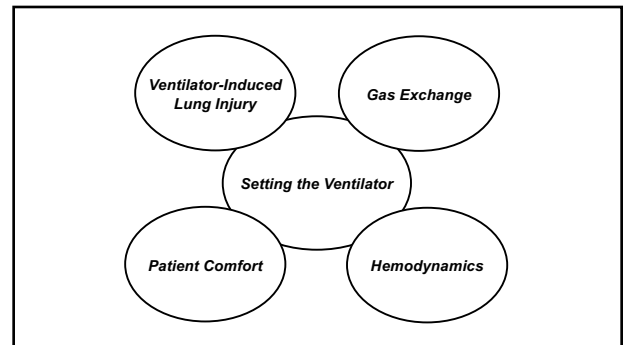 Ventilator-Induced
Lung Injury
Gas Exchange
Setting the Ventilator
Patient Comfort
Hemodynamics